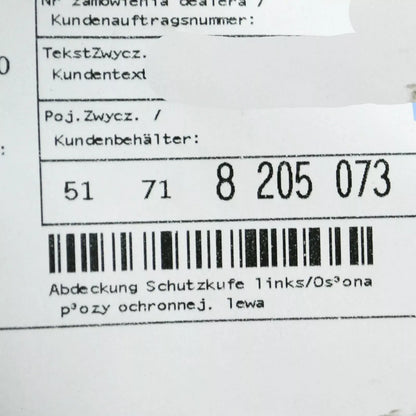 Nr zamówienia dealera /
Kundenauftragsnummer:
0
TekstZwycz.
Kundentext
Poj.Zwycz. /
:
Kundenbehälter:
51 71 8 205 073
Abdeckung Schutzkufe links/Os³ona
p³ozy ochronnej. lewa